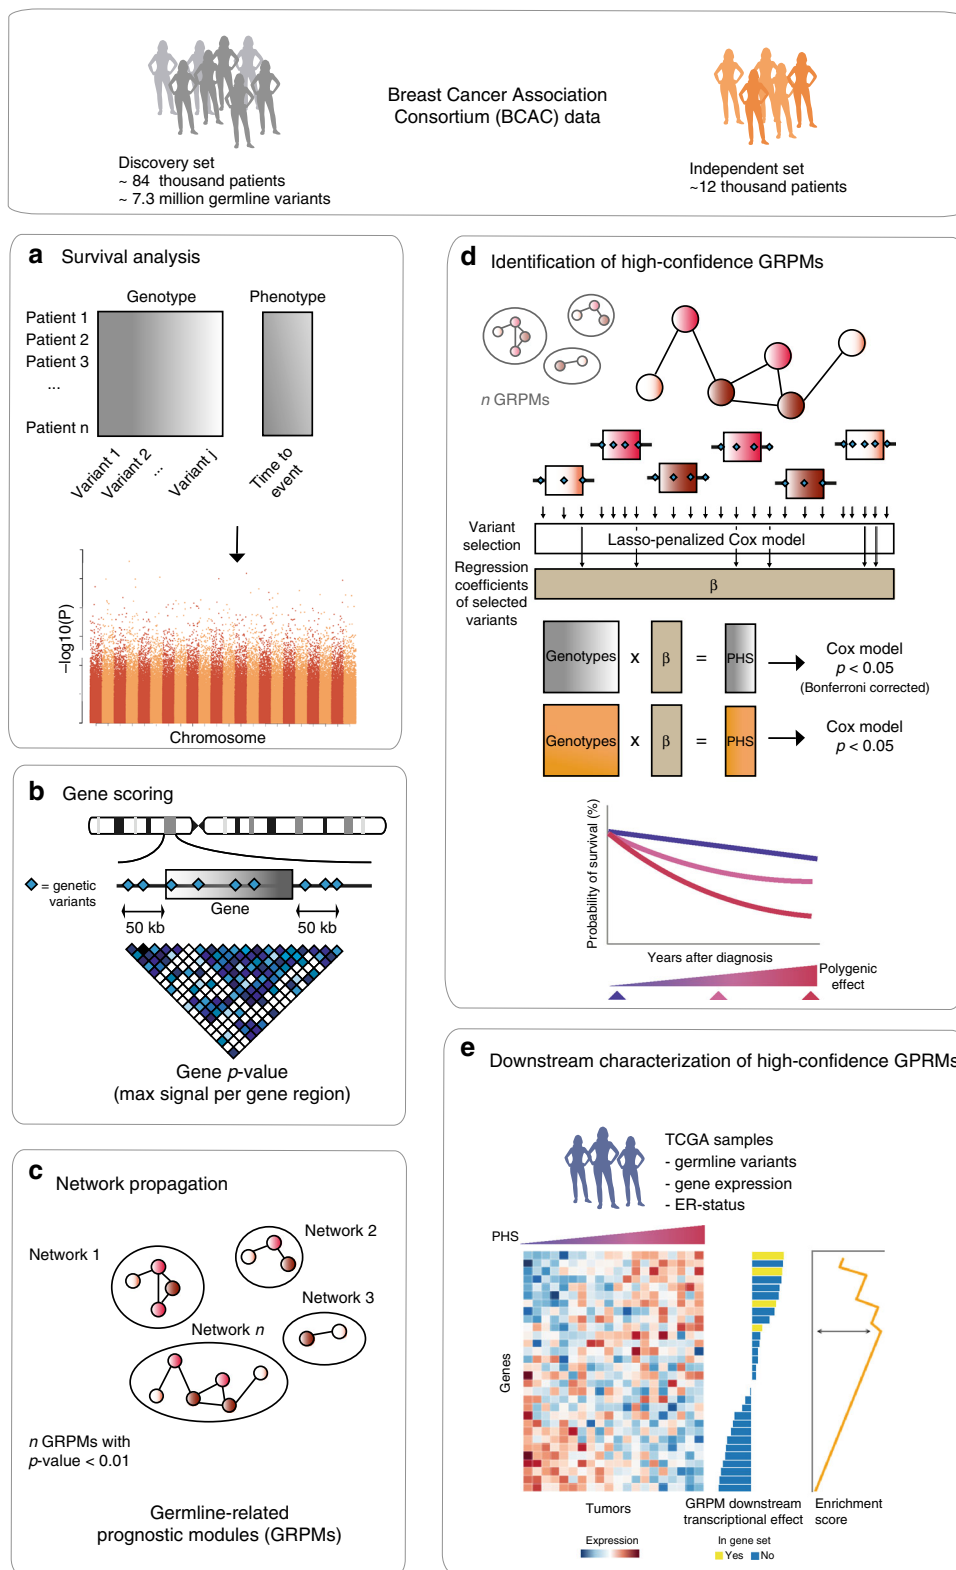 Breast Cancer Association
Consortium (BCAC) data
Discovery set
~ 84 thousand patients
~ 7.3 million germline variants
Independent set
~12 thousand patients
a Survival analysis
Genotype
Phenotype
Patient 1
Patient 2
Patient 3
...
Patient n
Variant 1
Variant 2
...
Variant j
Time to
event
–log10(P)
Chromosome
b Gene scoring
= genetic
variants
Gene
50 kb
50 kb
Gene p-value
(max signal per gene region)
c Network propagation
Network 1
Network 2
Network 3
Network n
n GRPMs with
p-value < 0.01
Germline-related
prognostic modules (GRPMs)
d Identification of high-confidence GRPMs
n GRPMs
Variant
selection
Lasso-penalized Cox model
Regression
coefficients
of selected
variants
β
Genotypes x β = PHS
Cox model
p < 0.05
(Bonferroni corrected)
Genotypes x β = PHS
Cox model
p < 0.05
Probability of survival (%)
Years after diagnosis
Polygenic
effect
e Downstream characterization of high-confidence GPRMs
TCGA samples
- germline variants
- gene expression
- ER-status
PHS
Genes
Tumors
GRPM downstream
transcriptional effect
Enrichment
score
Expression
In gene set
Yes No